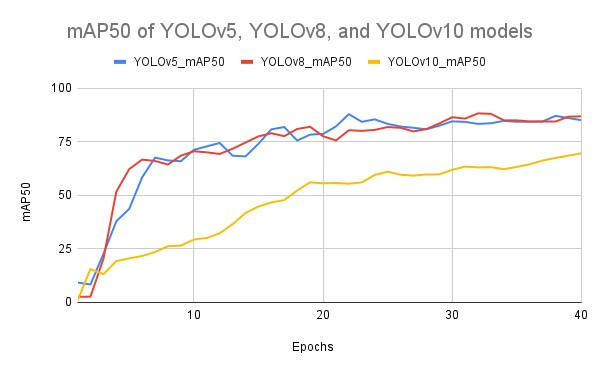 mAP50 of YOLOv5, YOLOv8, and YOLOv10 models
YOLOv5_mAP50 YOLOv8_mAP50 YOLOv10_mAP50
100
75
50
25
0
mAP50
10 20 30 40
Epochs